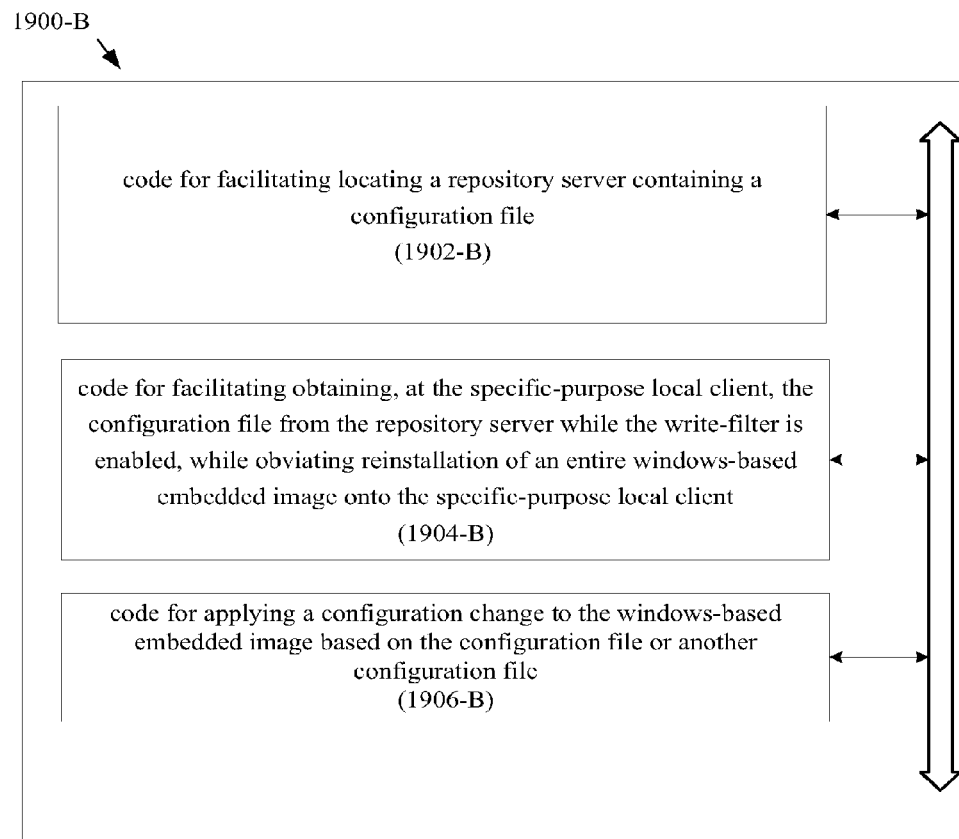 1900-B
code for facilitating locating a repository server containing a
configuration file
(1902-B)
code for facilitating obtaining, at the specific-purpose local client, the
configuration file from the repository server while the write-filter is
enabled, while obviating reinstallation of an entire windows-based
embedded image onto the specific-purpose local client
(1904-B)
code for applying a configuration change to the windows-based
embedded image based on the configuration file or another
configuration file
(1906-B)